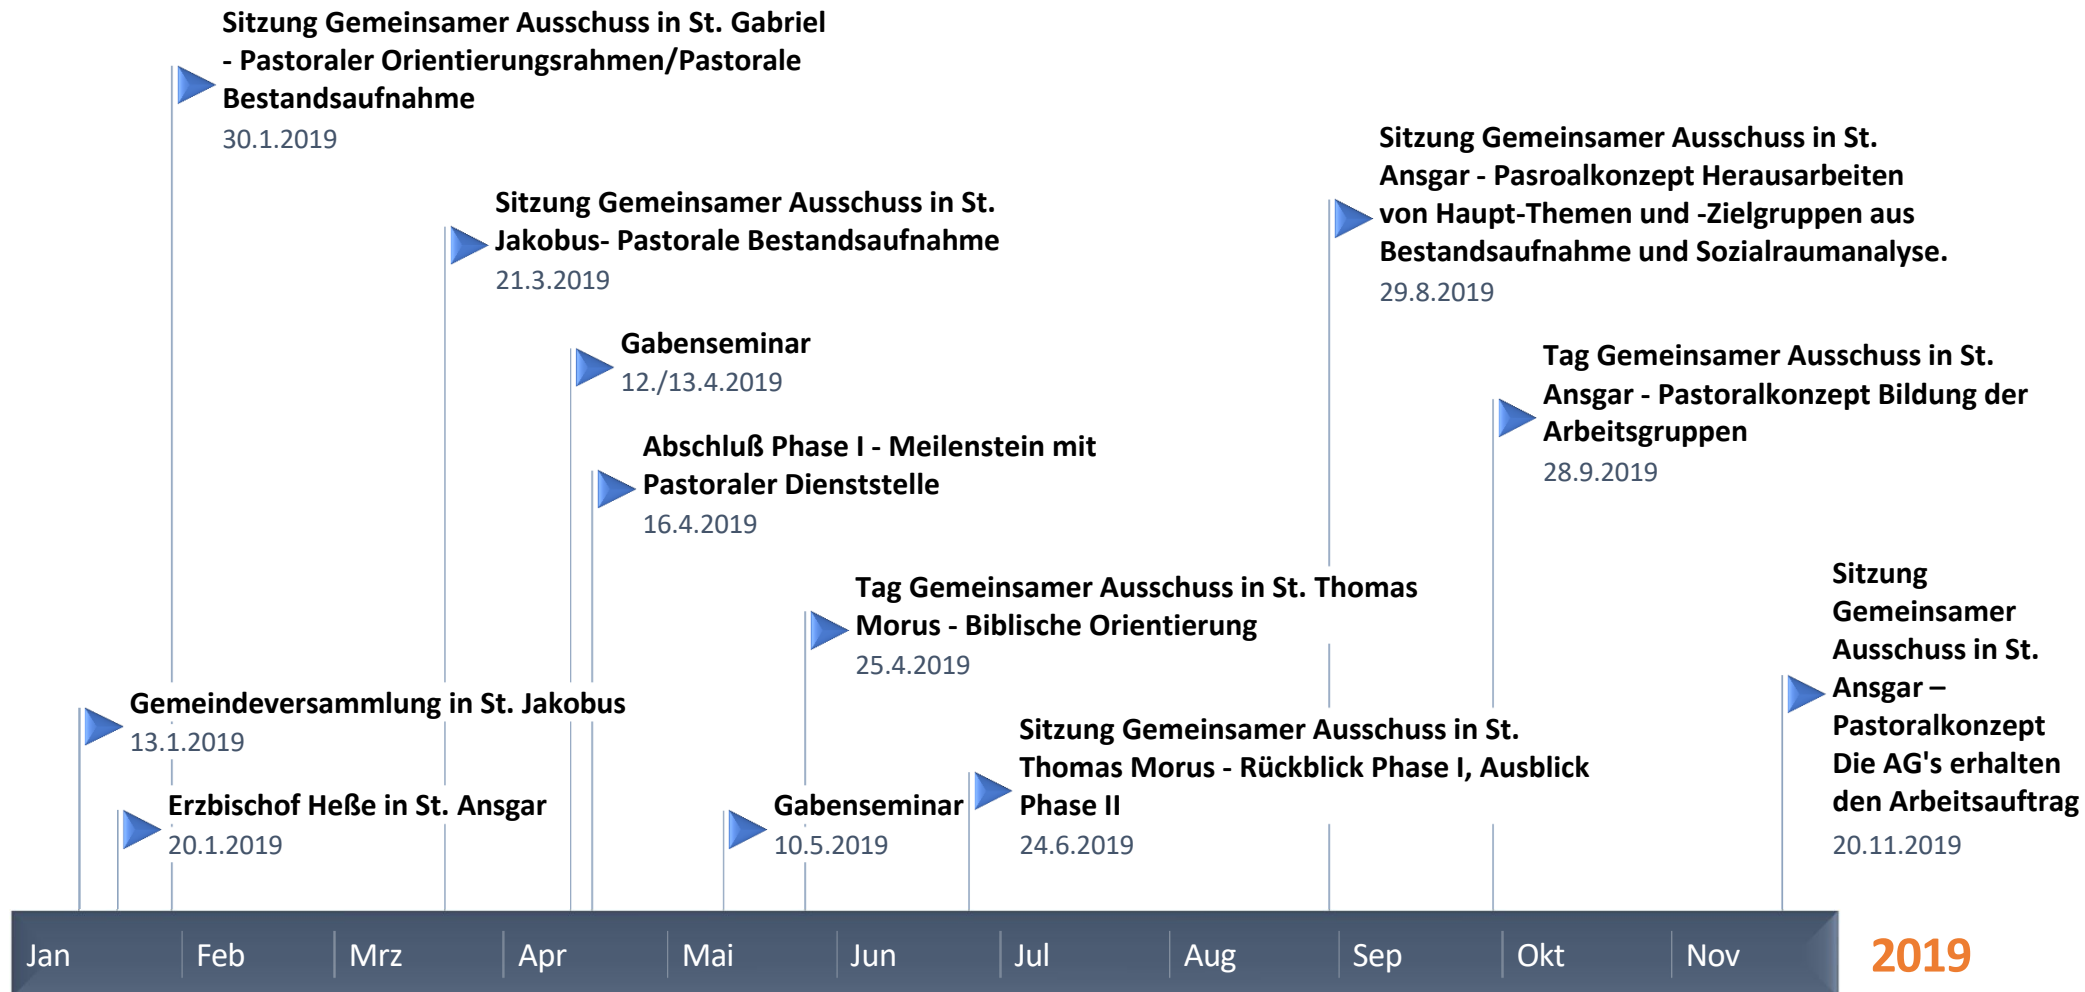 Sitzung Gemeinsamer Ausschuss in St. Gabriel
- Pastoraler Orientierungsrahmen/Pastorale
Bestandsaufnahme
30.1.2019
Sitzung Gemeinsamer Ausschuss in St.
Ansgar - Pasroalkonzept Herausarbeiten
von Haupt-Themen und -Zielgruppen aus
Bestandsaufnahme und Sozialraumanalyse.
29.8.2019
Sitzung Gemeinsamer Ausschuss in St.
Jakobus- Pastorale Bestandsaufnahme
21.3.2019
Gabenseminar
12./13.4.2019
Tag Gemeinsamer Ausschuss in St.
Ansgar - Pastoralkonzept Bildung der
Arbeitsgruppen
28.9.2019
Abschluß Phase I - Meilenstein mit
Pastoraler Dienststelle
16.4.2019
Tag Gemeinsamer Ausschuss in St. Thomas
Morus - Biblische Orientierung
25.4.2019
Sitzung
Gemeinsamer
Ausschuss in St.
Ansgar –
Pastoralkonzept
Die AG's erhalten
den Arbeitsauftrag
20.11.2019
Gemeindeversammlung in St. Jakobus
13.1.2019
Sitzung Gemeinsamer Ausschuss in St.
Thomas Morus - Rückblick Phase I, Ausblick
Phase II
24.6.2019
Erzbischof Heße in St. Ansgar
20.1.2019
Gabenseminar
10.5.2019
Jan Feb Mrz Apr Mai Jun Jul Aug Sep Okt Nov 2019